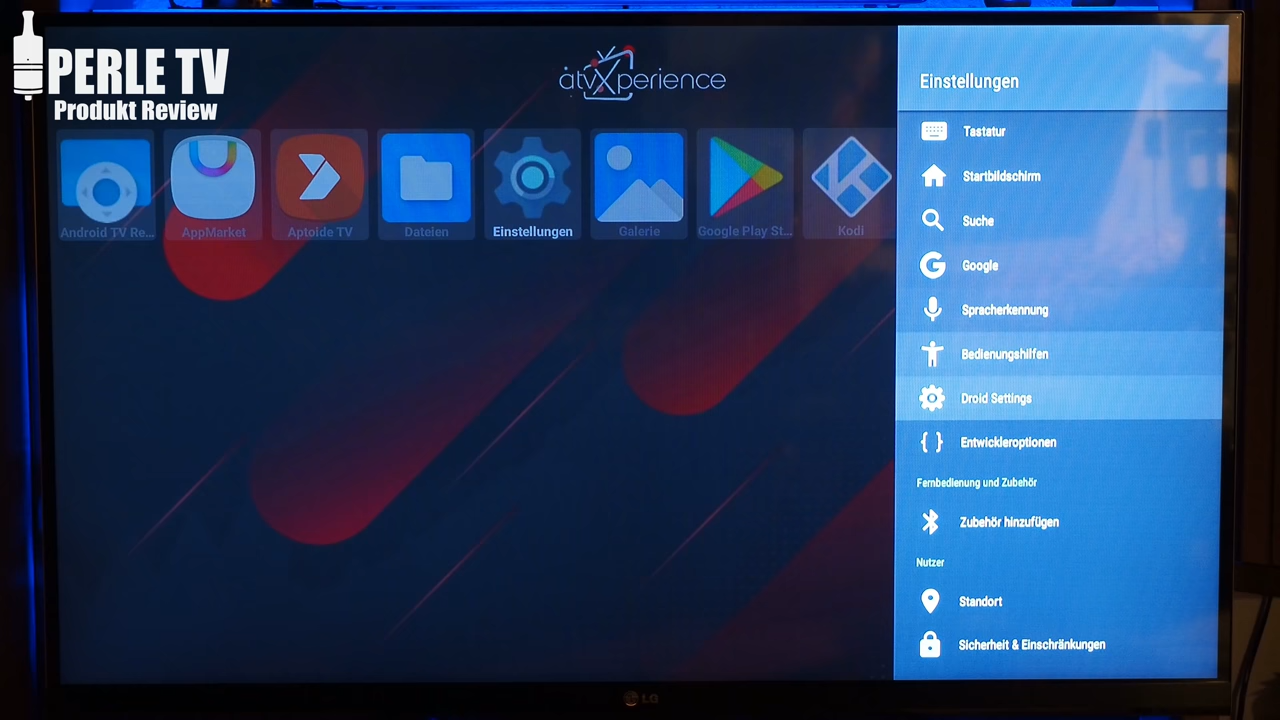 PERLE TV
Produkt Review
atvXperience
Android TV Re...
AppMarket
Aptoide TV
Dateien
Einstellungen
Galerie
Google Play St...
Kodi
Einstellungen
Tastatur
Startbildschirm
Suche
Google
Spracherkennung
Bedienungshilfen
Droid Settings
Entwickleroptionen
Fernbedienung und Zubehör
Zubehör hinzufügen
Nutzer
Standort
Sicherheit & Einschränkungen
LG